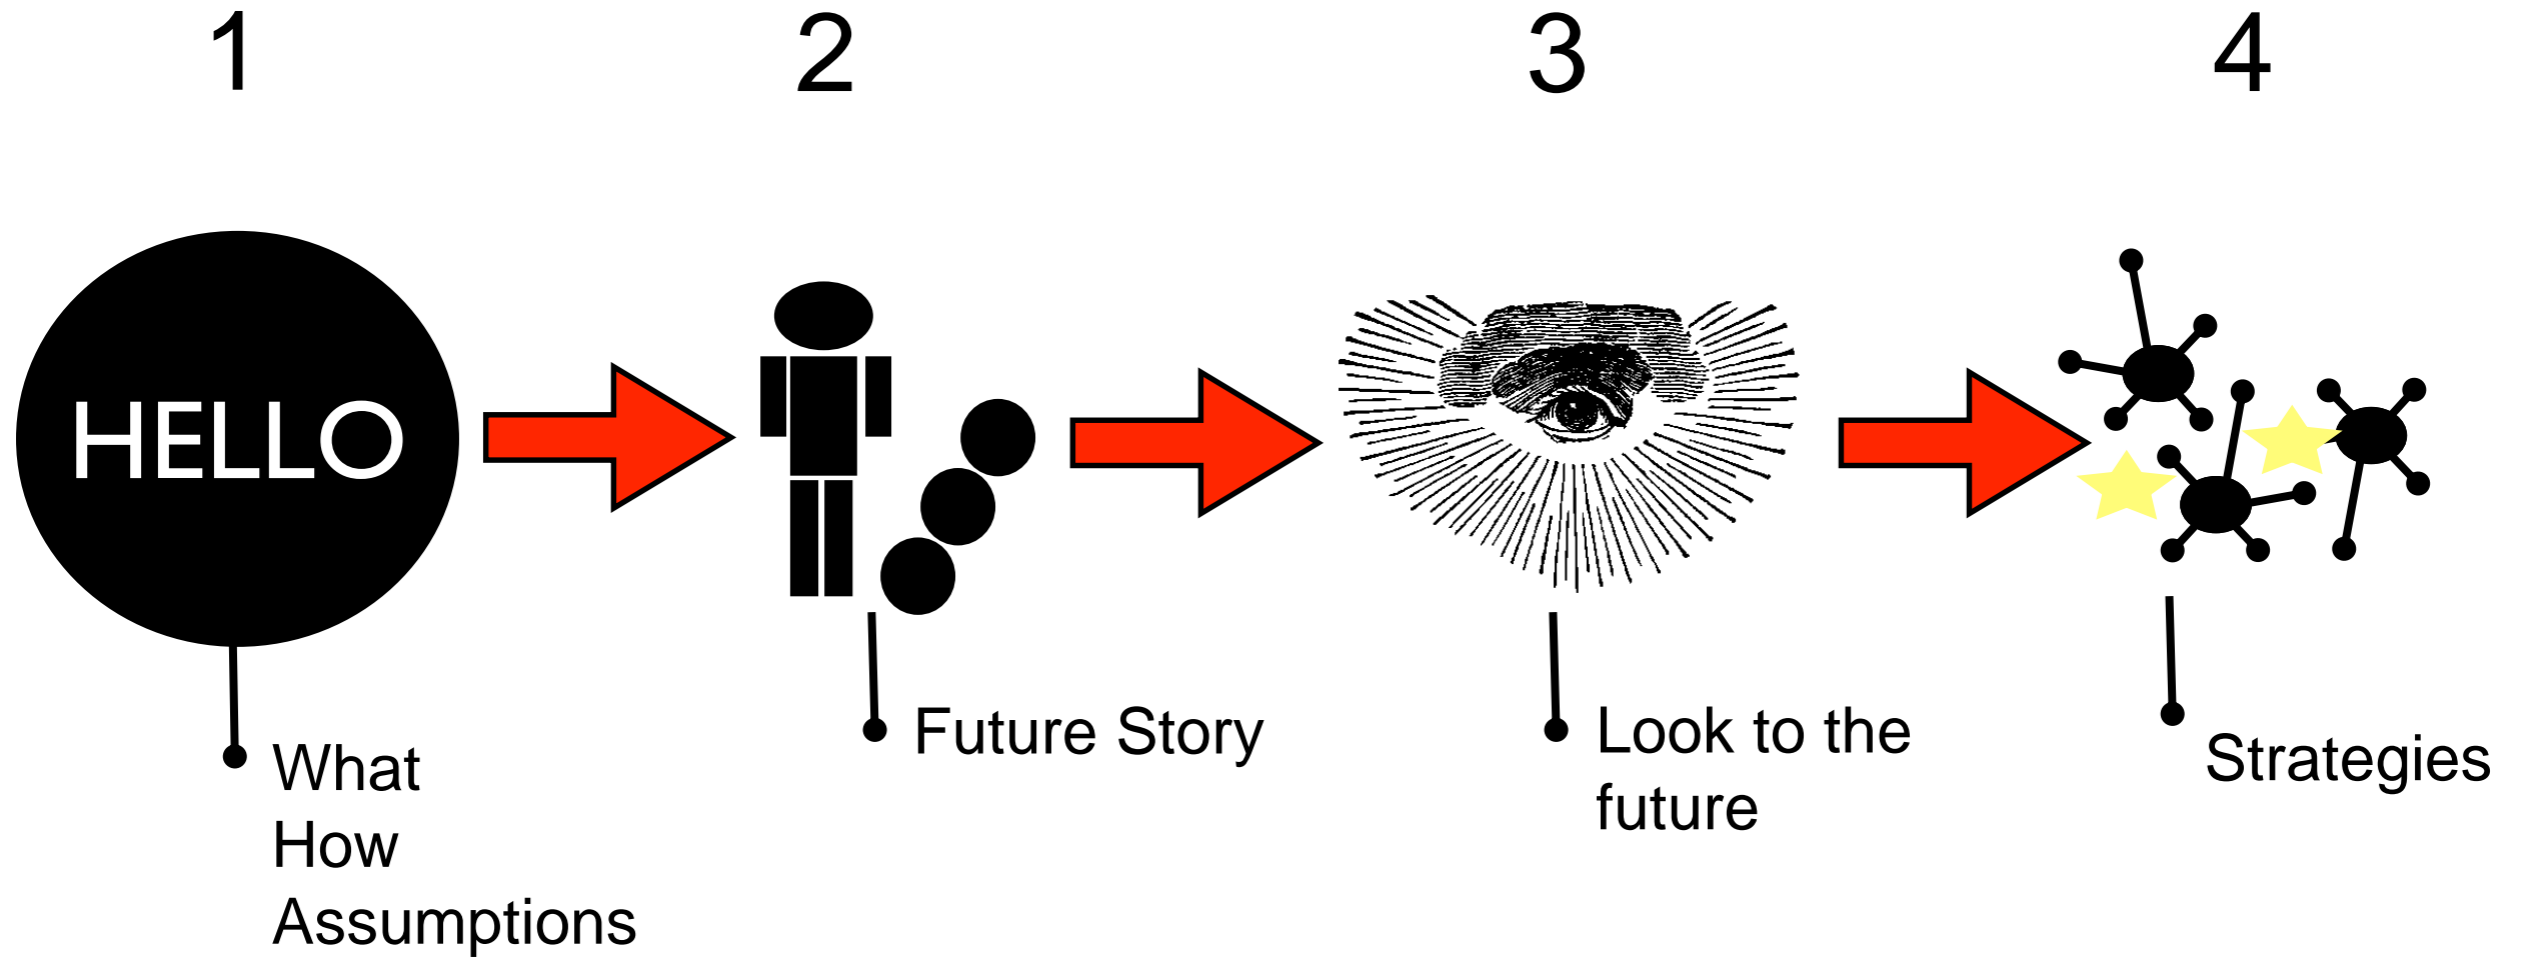 1
2
3
4
HELLO
What
How
Assumptions
Future Story
Look to the
future
Strategies